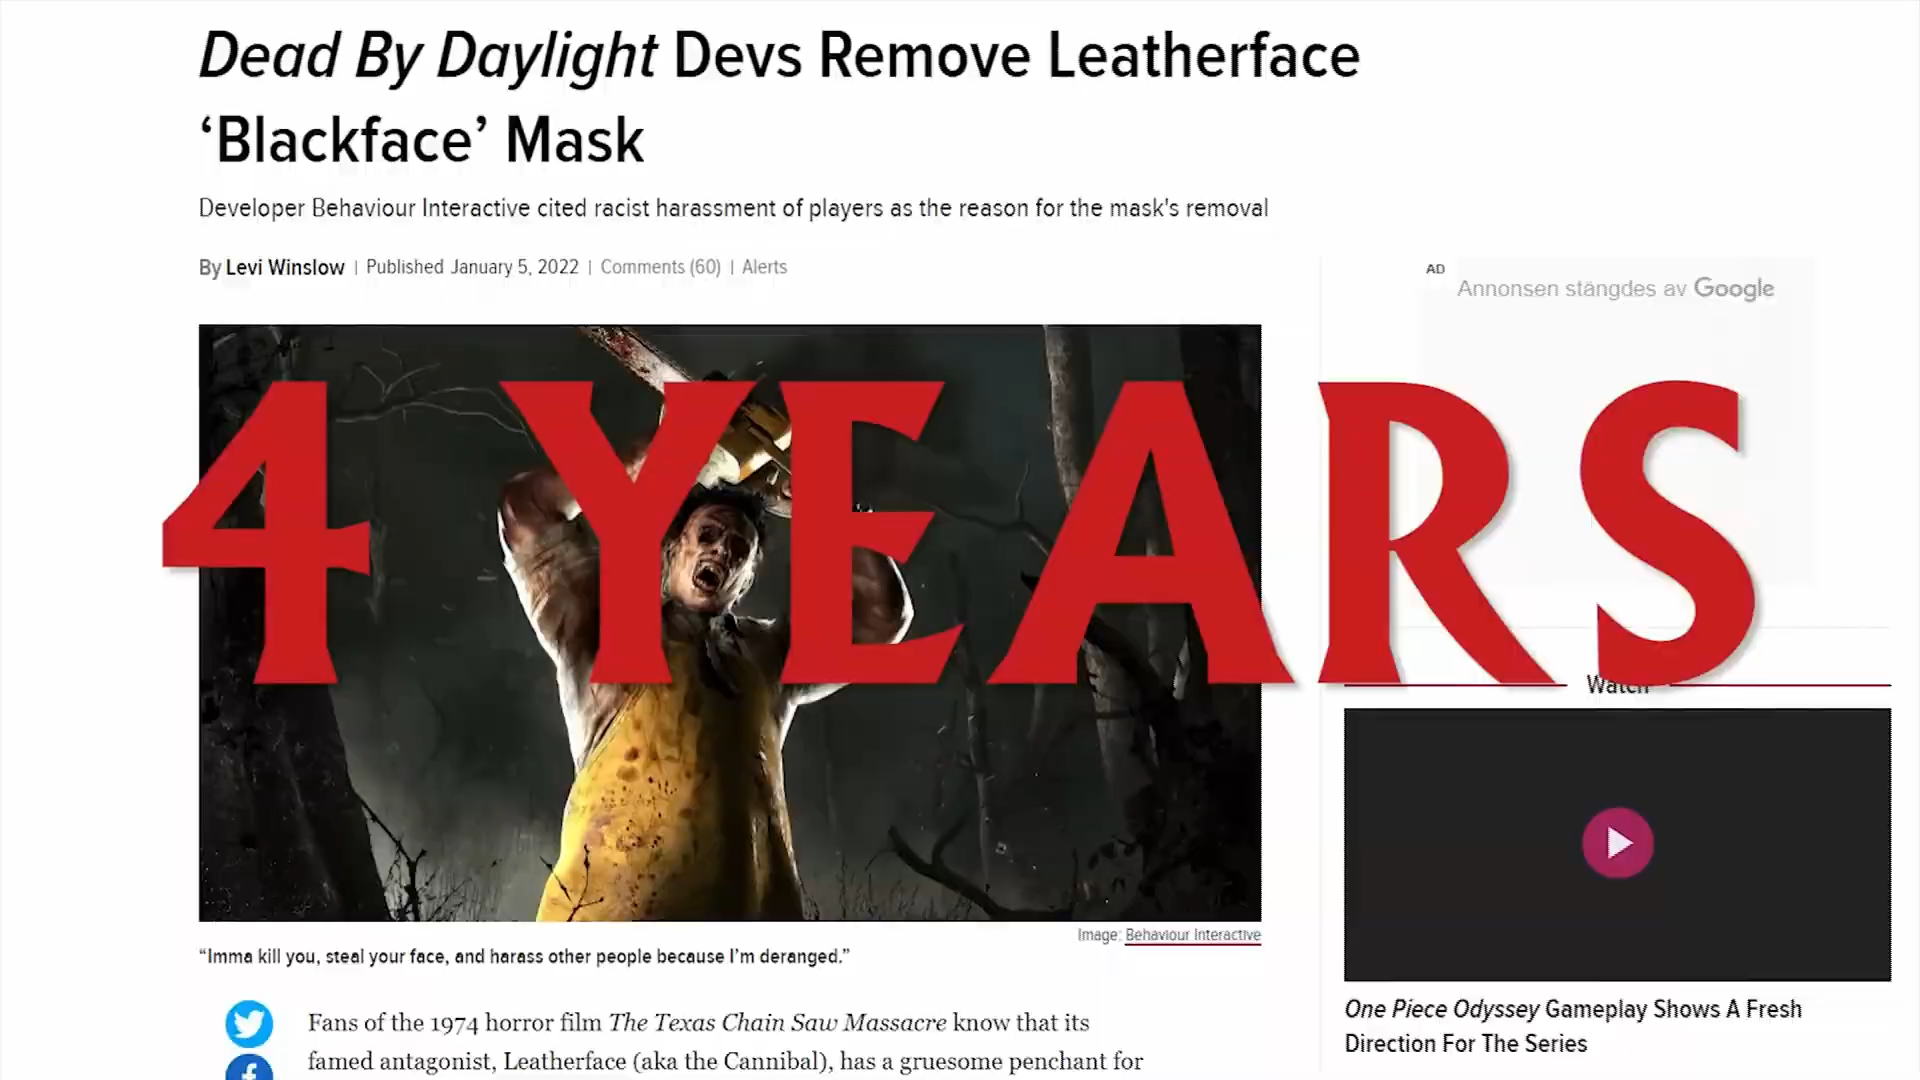 Dead By Daylight Devs Remove Leatherface
‘Blackface’ Mask
Developer Behaviour Interactive cited racist harassment of players as the reason for the mask's removal
By Levi Winslow | Published January 5, 2022 | Comments (60) | Alerts
AD
Annonsen stängdes av Google
4 YEARS
Watch
Image: Behaviour Interactive
“Imma kill you, steal your face, and harass other people because I’m deranged.”
Fans of the 1974 horror film The Texas Chain Saw Massacre know that its
famed antagonist, Leatherface (aka the Cannibal), has a gruesome penchant for
One Piece Odyssey Gameplay Shows A Fresh
Direction For The Series